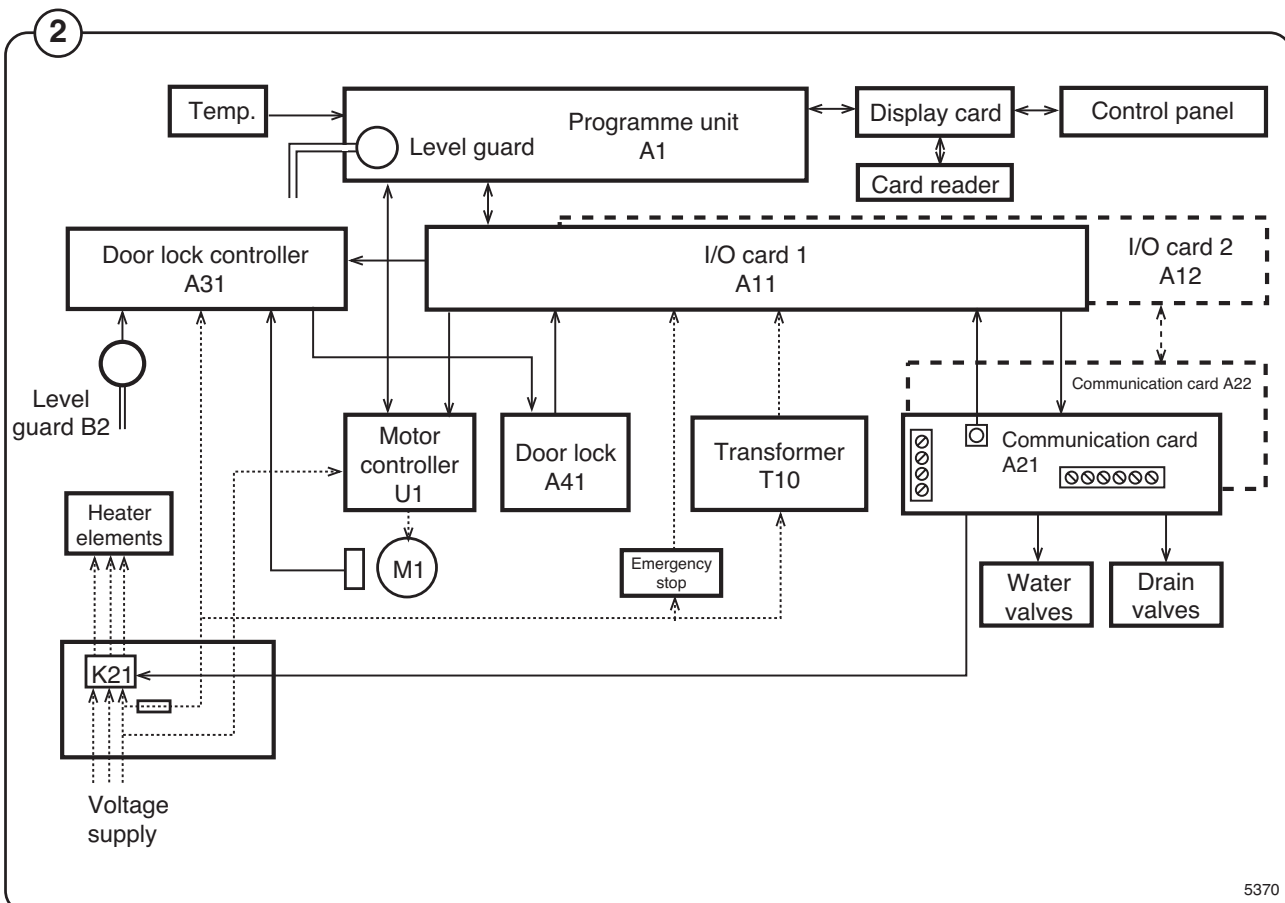 2
Temp.
Programme unit
A1
Level guard
Display card
Control panel
Card reader
Door lock controller
A31
I/O card 1
A11
I/O card 2
A12
Level
guard B2
Motor
controller
U1
Door lock
A41
Transformer
T10
Communication card A22
Communication card
A21
Heater
elements
M1
Emergency
stop
Water
valves
Drain
valves
K21
Voltage
supply
5370